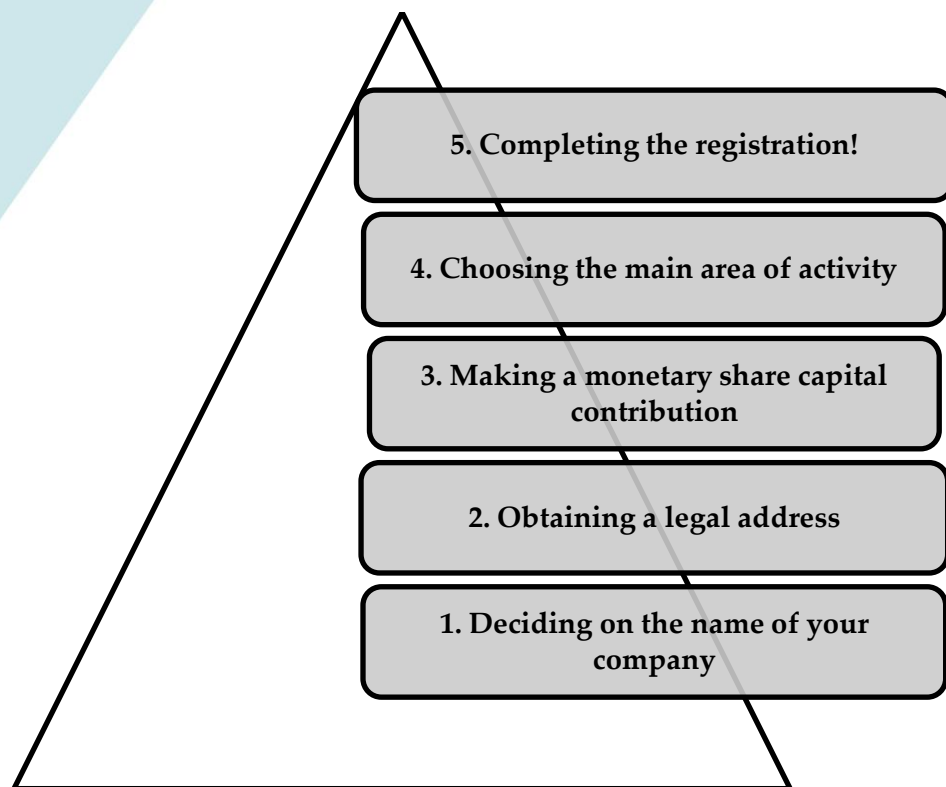 5. Completing the registration!
4. Choosing the main area of activity
3. Making a monetary share capital
contribution
2. Obtaining a legal address
1. Deciding on the name of your
company